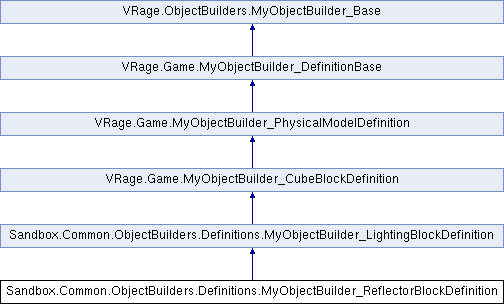 VRage.ObjectBuilders.MyObjectBuilder_Base
VRage.Game.MyObjectBuilder_DefinitionBase
VRage.Game.MyObjectBuilder_PhysicalModelDefinition
VRage.Game.MyObjectBuilder_CubeBlockDefinition
Sandbox.Common.ObjectBuilders.Definitions.MyObjectBuilder_LightingBlockDefinition
Sandbox.Common.ObjectBuilders.Definitions.MyObjectBuilder_ReflectorBlockDefinition